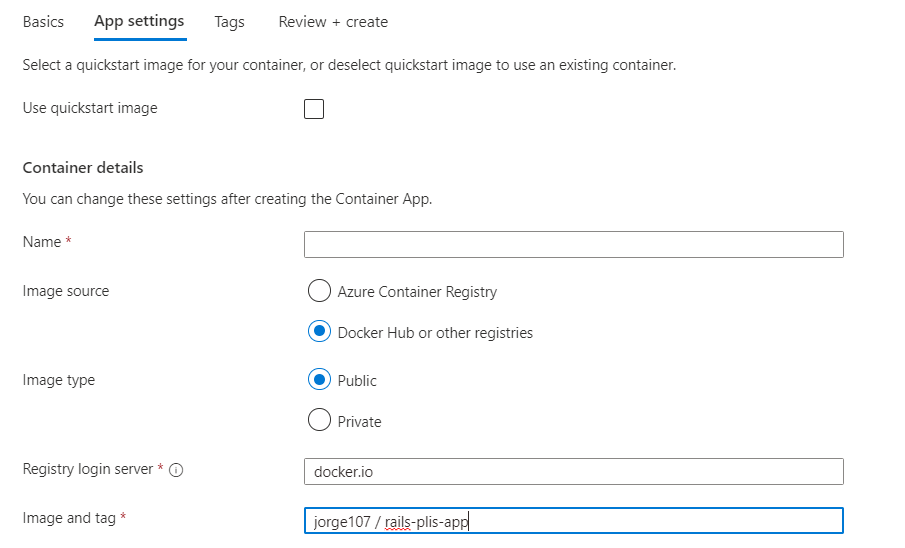 Basics App settings Tags Review + create
Select a quickstart image for your container, or deselect quickstart image to use an existing container.
Use quickstart image
Container details
You can change these settings after creating the Container App.
Name *
Image source
Azure Container Registry
Docker Hub or other registries
Image type
Public
Private
Registry login server * docker.io
Image and tag * jorge107 / rails-plis-app